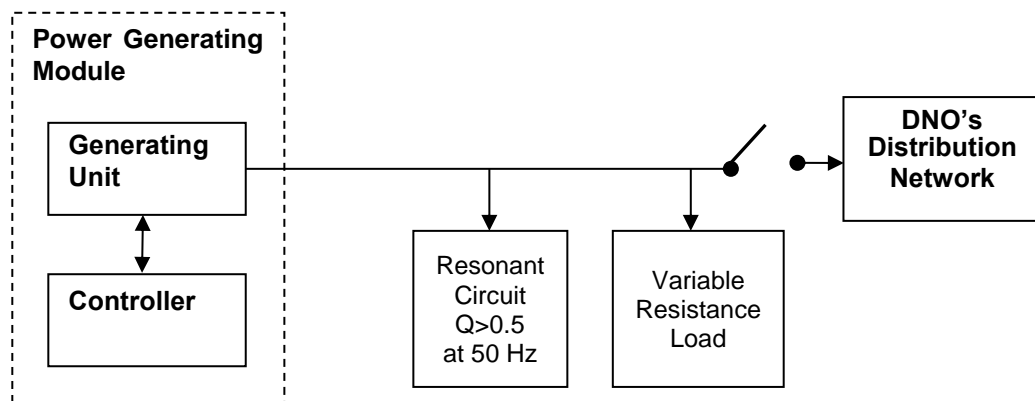 Power Generating
Module
Generating
Unit
Controller
Resonant
Circuit
Q>0.5
at 50 Hz
Variable
Resistance
Load
DNO's
Distribution
Network